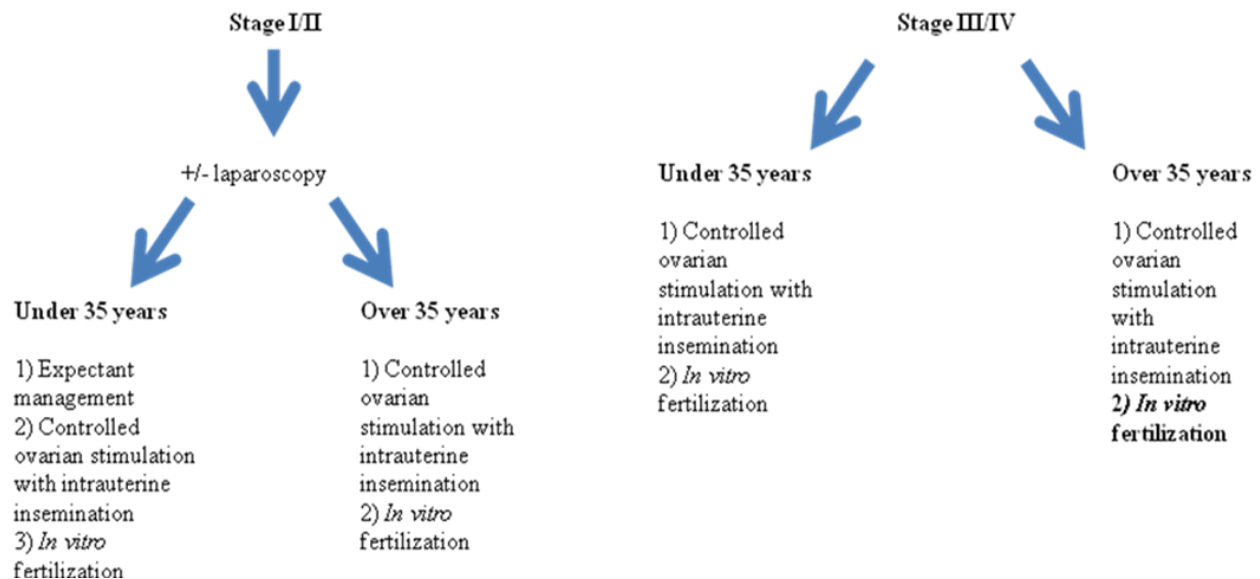 Stage I/II
+/- laparoscopy
Under 35 years
1) Expectant
management
2) Controlled
ovarian stimulation
with intrauterine
insemination
3) In vitro
fertilization
Over 35 years
1) Controlled
ovarian
stimulation with
intrauterine
insemination
2) In vitro
fertilization
Stage III/IV
Under 35 years
1) Controlled
ovarian
stimulation with
intrauterine
insemination
2) In vitro
fertilization
Over 35 years
1) Controlled
ovarian
stimulation
with
intrauterine
insemination
2) In vitro
fertilization